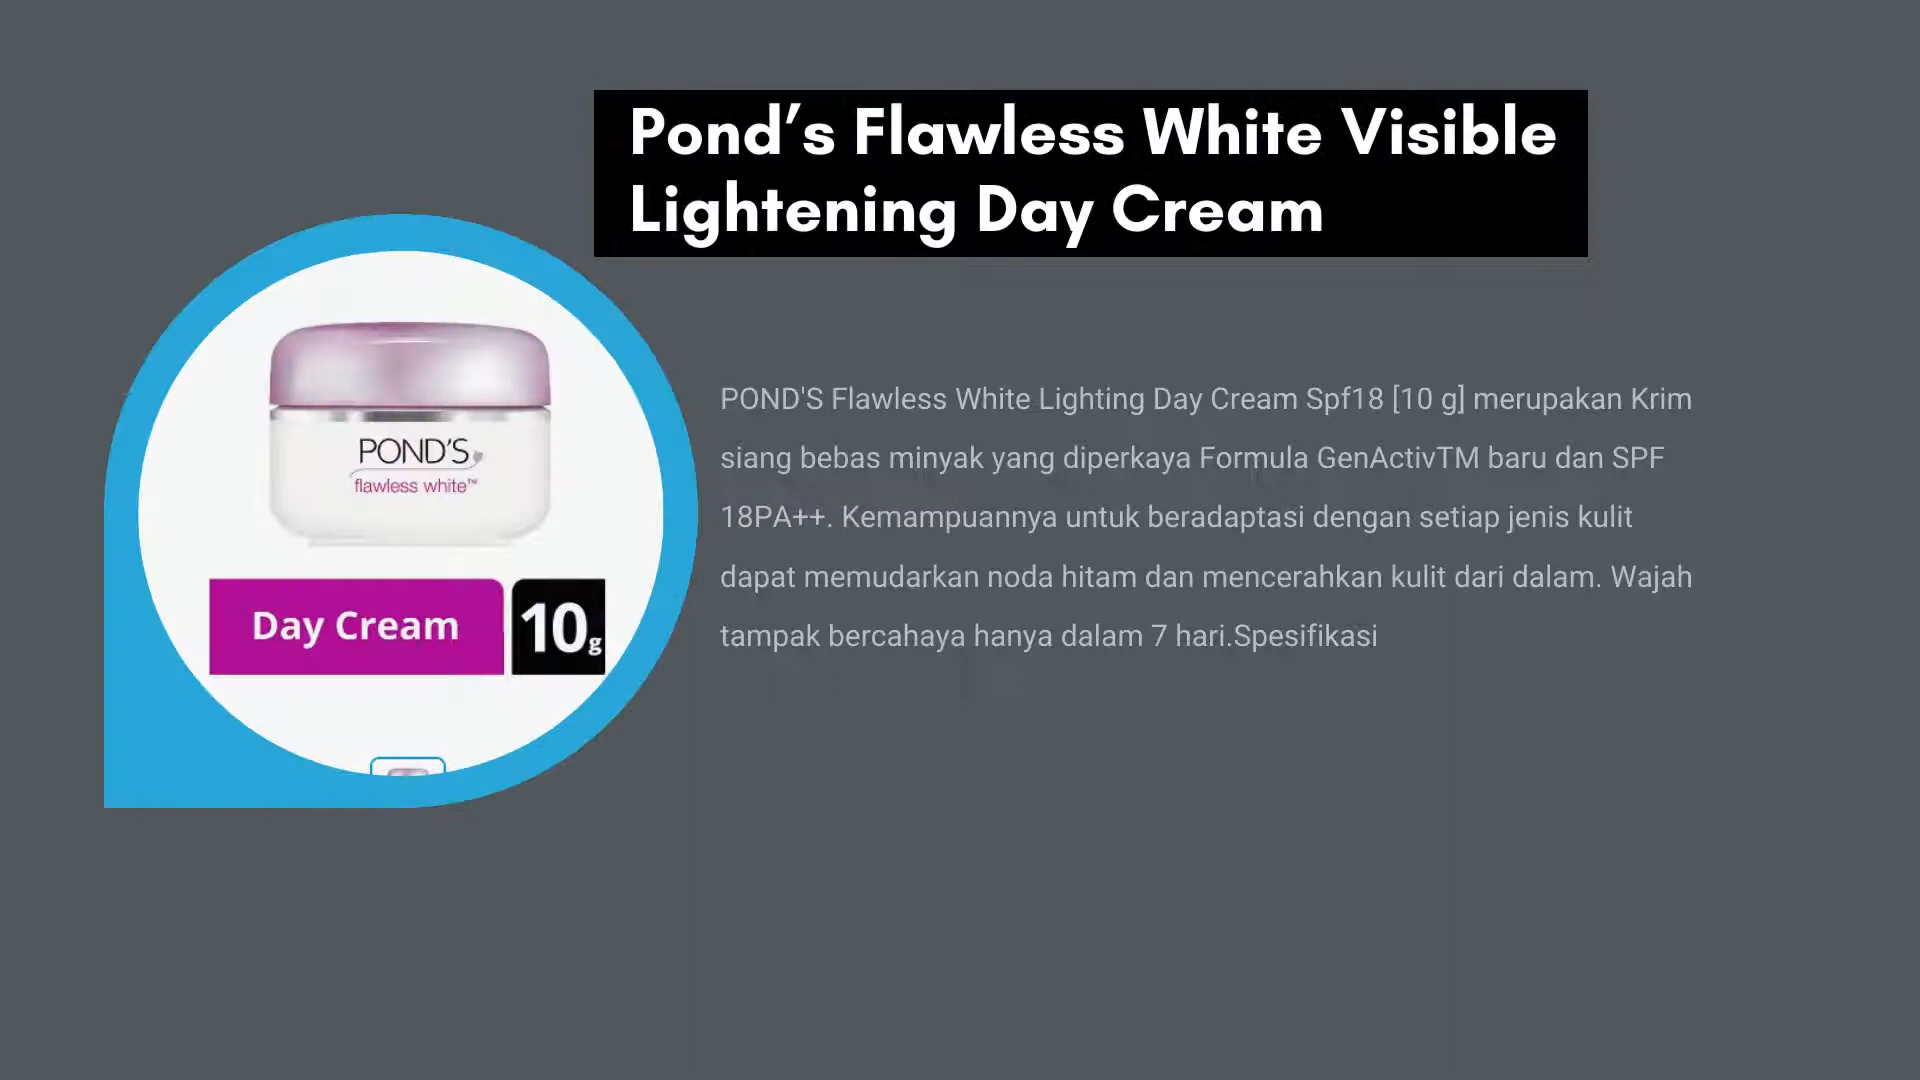 Pond’s Flawless White Visible
Lightening Day Cream
POND'S
flawless white™
Day Cream
10g
POND'S Flawless White Lighting Day Cream Spf18 [10 g] merupakan Krim
siang bebas minyak yang diperkaya Formula GenActivTM baru dan SPF
18PA++. Kemampuannya untuk beradaptasi dengan setiap jenis kulit
dapat memudarkan noda hitam dan mencerahkan kulit dari dalam. Wajah
tampak bercahaya hanya dalam 7 hari.Spesifikasi